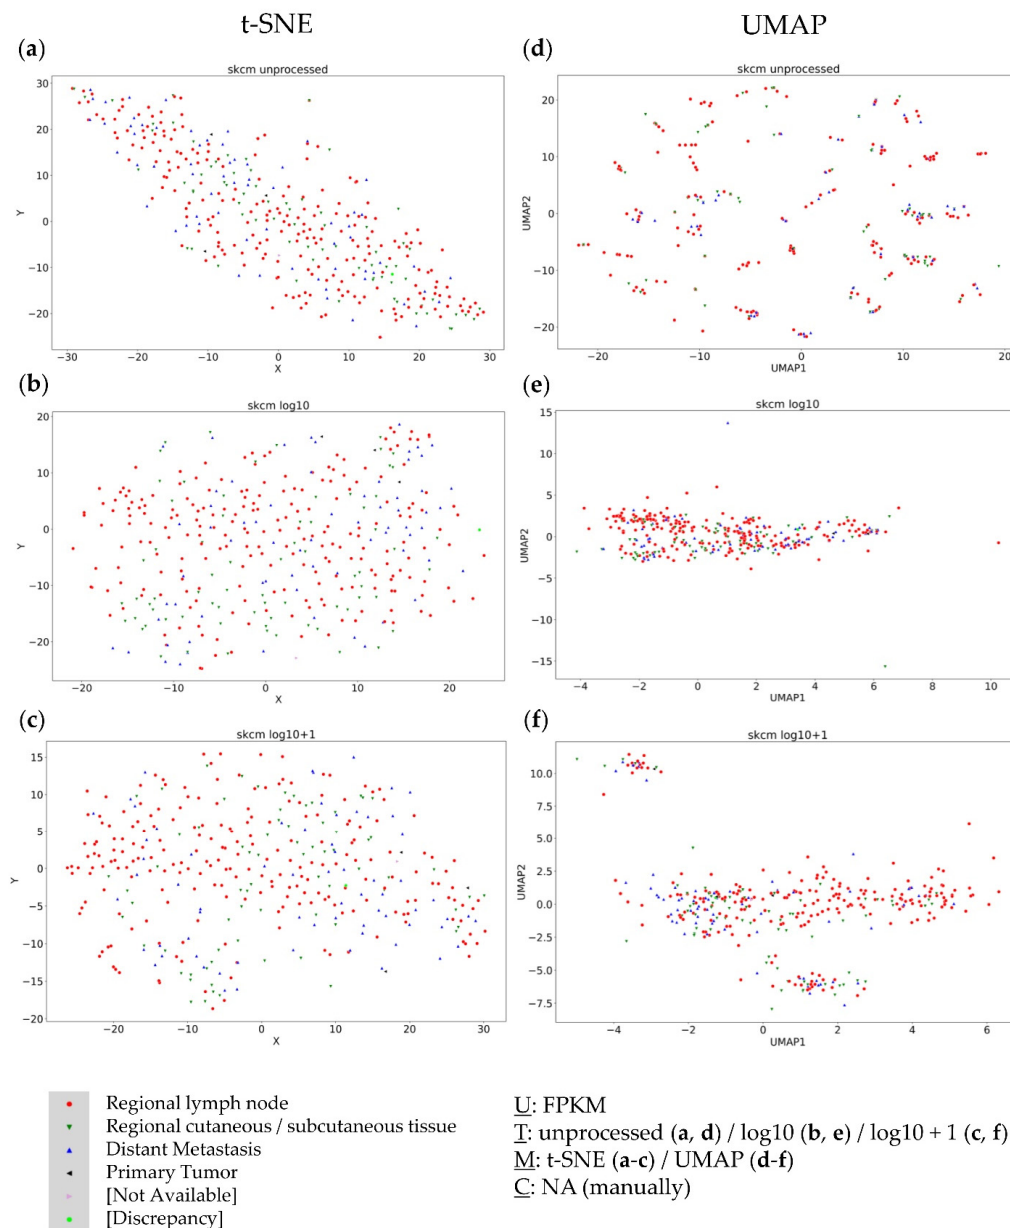 t-SNE
UMAP
(a)
skcm unprocessed
Y
30
20
10
0
−10
−20
−30 −20 −10 0 10 20 30
X
(d)
skcm unprocessed
UMAP2
20
10
0
−10
−20
−20 −10 0 10 20
UMAP1
(b)
skcm log10
Y
20
10
0
−10
−20
−20 −10 0 10 20
X
(e)
skcm log10
UMAP2
15
10
5
0
−5
−10
−15
−4 −2 0 2 4 6 8 10
UMAP1
(c)
skcm log10+1
Y
15
10
5
0
−5
−10
−15
−20
−20 −10 0 10 20 30
X
(f)
skcm log10+1
UMAP2
10.0
7.5
5.0
2.5
0.0
−2.5
−5.0
−7.5
−4 −2 0 2 4 6
UMAP1
Regional lymph node
Regional cutaneous / subcutaneous tissue
Distant Metastasis
Primary Tumor
[Not Available]
[Discrepancy]
U: FPKM
T: unprocessed (a, d) / log10 (b, e) / log10 + 1 (c, f)
M: t-SNE (a-c) / UMAP (d-f)
C: NA (manually)